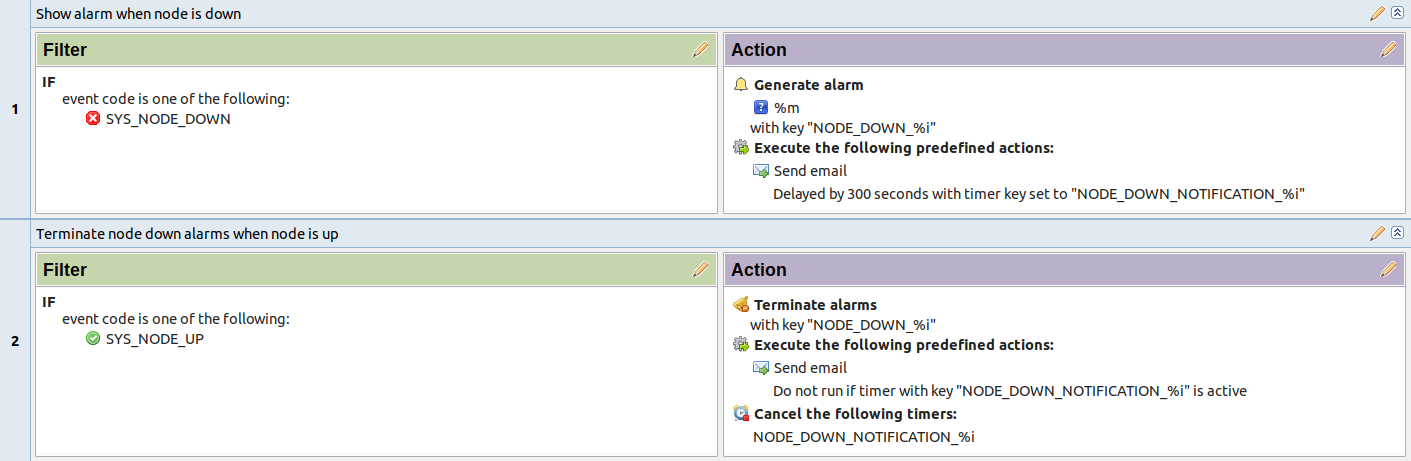 Show alarm when node is down
1
Filter
IF
event code is one of the following:
SYS_NODE_DOWN
Action
Generate alarm
%m
with key "NODE_DOWN_%i"
Execute the following predefined actions:
Send email
Delayed by 300 seconds with timer key set to "NODE_DOWN_NOTIFICATION_%i"
Terminate node down alarms when node is up
2
Filter
IF
event code is one of the following:
SYS_NODE_UP
Action
Terminate alarms
with key "NODE_DOWN_%i"
Execute the following predefined actions:
Send email
Do not run if timer with key "NODE_DOWN_NOTIFICATION_%i" is active
Cancel the following timers:
NODE_DOWN_NOTIFICATION_%i